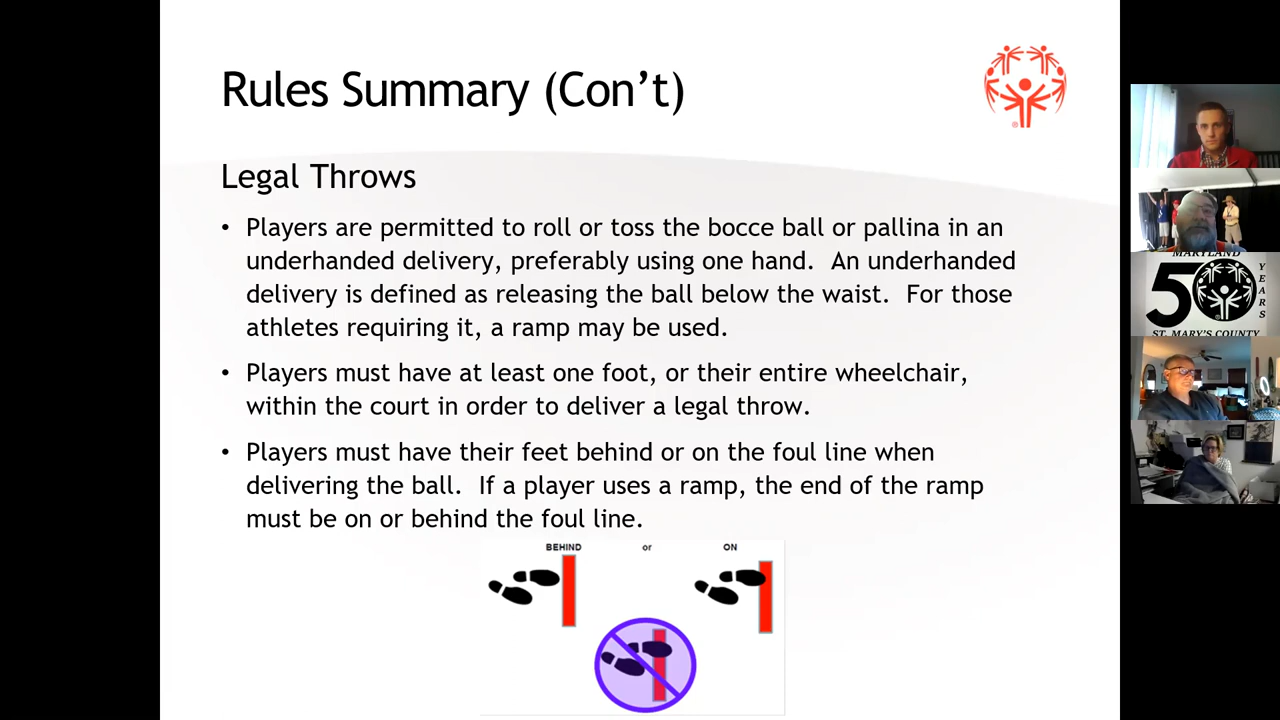 Rules Summary (Con't)
Legal Throws
• Players are permitted to roll or toss the bocce ball or pallina in an
underhanded delivery, preferably using one hand.  An underhanded
delivery is defined as releasing the ball below the waist.  For those
athletes requiring it, a ramp may be used.
• Players must have at least one foot, or their entire wheelchair,
within the court in order to deliver a legal throw.
• Players must have their feet behind or on the foul line when
delivering the ball.  If a player uses a ramp, the end of the ramp
must be on or behind the foul line.
BEHIND or ON
®
MARYLAND
50
YEARS
ST. MARY'S COUNTY